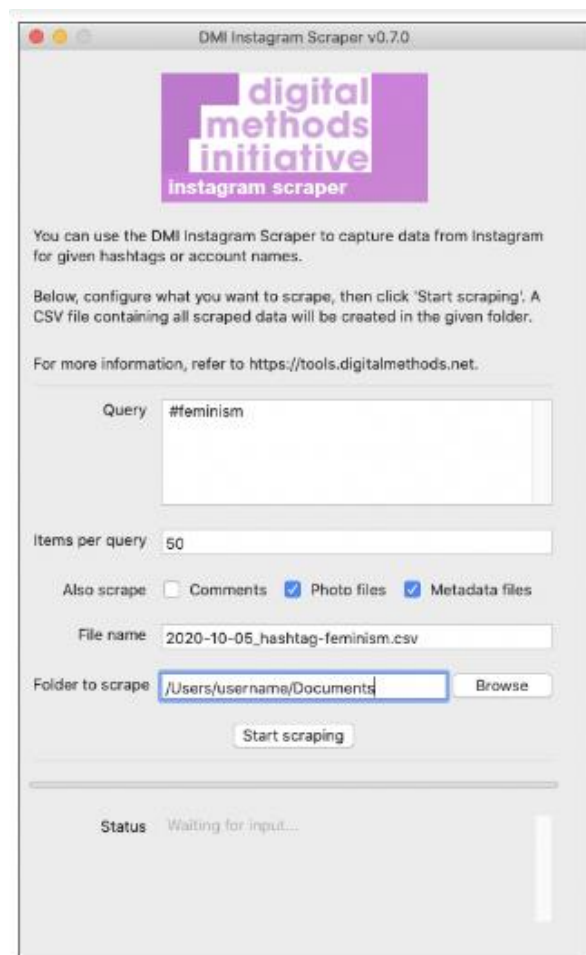 DMI Instagram Scraper v0.7.0
digital
methods
initiative
instagram scraper
You can use the DMI Instagram Scraper to capture data from Instagram
for given hashtags or account names.
Below, configure what you want to scrape, then click 'Start scraping'. A
CSV file containing all scraped data will be created in the given folder.
For more information, refer to https://tools.digitalmethods.net.
Query #feminism
Items per query 50
Also scrape Comments Photo files Metadata files
File name 2020-10-05_hashtag-feminism.csv
Folder to scrape /Users/username/Documents Browse
Start scraping
Status Waiting for input...